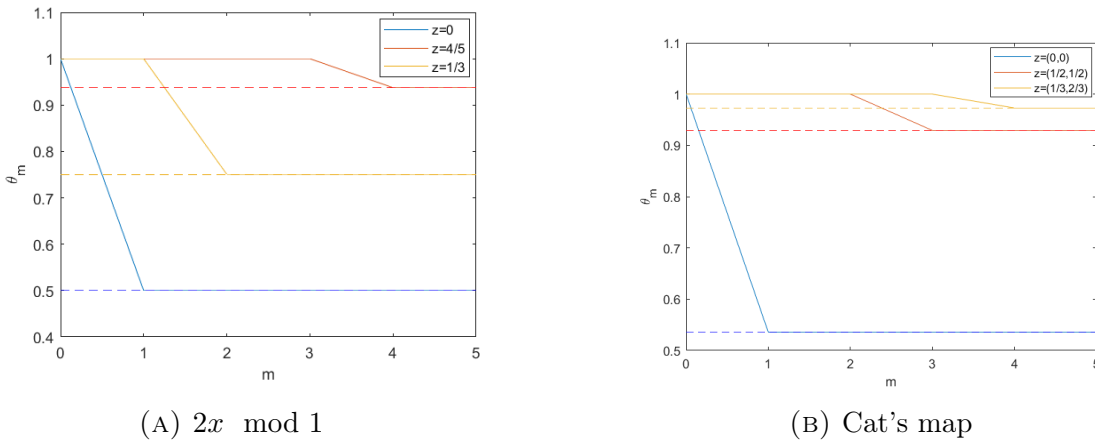 1.1
1
0.9
0.8
0.7
0.6
0.5
0.4
θm
0 1 2 3 4 5
m
z=0
z=4/5
z=1/3
(A) 2x mod 1
1.1
1
0.9
0.8
0.7
0.6
0.5
θm
0 1 2 3 4 5
m
z=(0,0)
z=(1/2,1/2)
z=(1/3,2/3)
(B) Cat's map